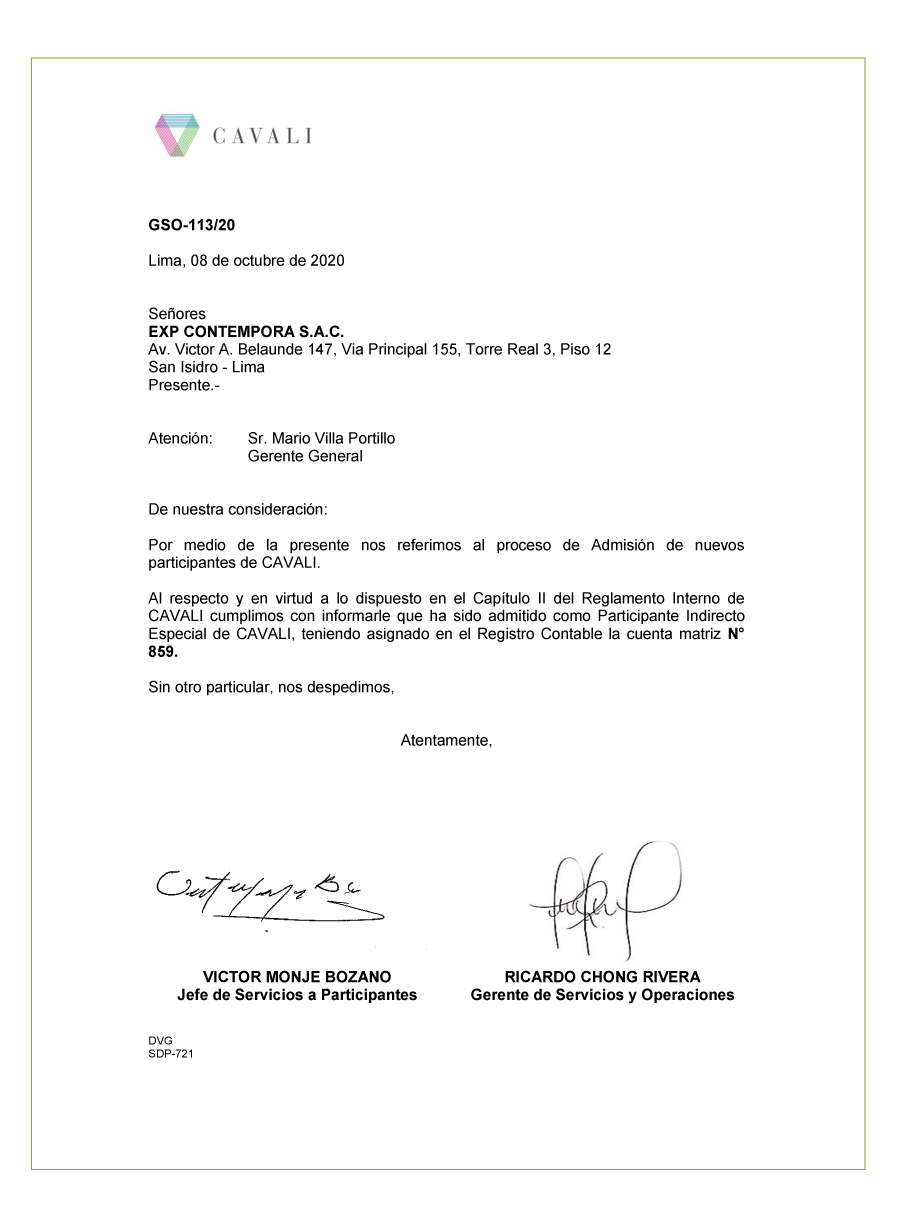 CAVALI
GSO-113/20
Lima, 08 de octubre de 2020
Señores
EXP CONTEMPORA S.A.C.
Av. Victor A. Belaunde 147, Via Principal 155, Torre Real 3, Piso 12
San Isidro - Lima
Presente.-
Atención: Sr. Mario Villa Portillo
Gerente General
De nuestra consideración:
Por medio de la presente nos referimos al proceso de Admisión de nuevos
participantes de CAVALI.
Al respecto y en virtud a lo dispuesto en el Capítulo II del Reglamento Interno de
CAVALI cumplimos con informarle que ha sido admitido como Participante Indirecto
Especial de CAVALI, teniendo asignado en el Registro Contable la cuenta matriz N°
859.
Sin otro particular, nos despedimos,
Atentamente,
VICTOR MONJE BOZANO
Jefe de Servicios a Participantes
RICARDO CHONG RIVERA
Gerente de Servicios y Operaciones
DVG
SDP-721